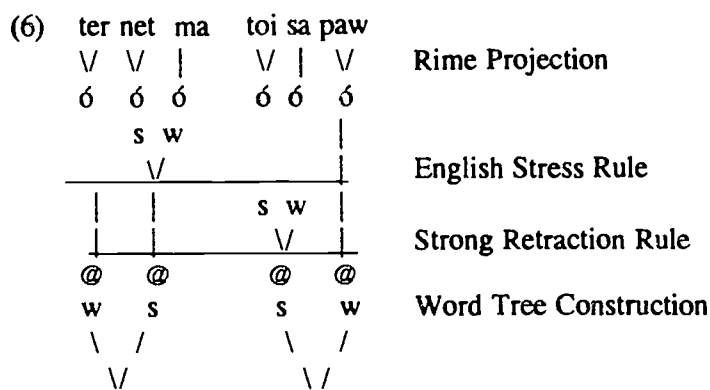 (6) ter net ma toi sa paw
\/ \/ | \/ | \/ Rime Projection
ó ó ó ó ó ó
s w |
\/ | English Stress Rule
| | s w |
| | \/ | Strong Retraction Rule
@ @ @ @
w s s w Word Tree Construction
\ / \ /
\/ \/